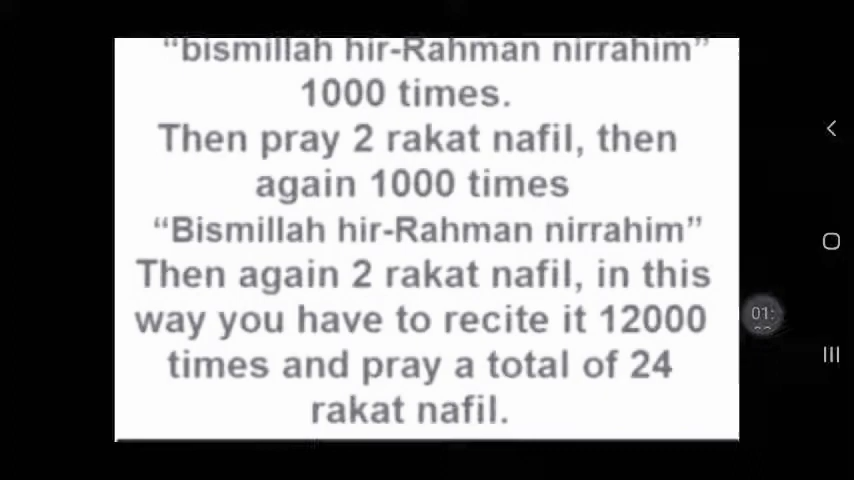 “bismillah hir-Rahman nirrahim”
1000 times.
Then pray 2 rakat nafil, then
again 1000 times
“Bismillah hir-Rahman nirrahim”
Then again 2 rakat nafil, in this
way you have to recite it 12000
times and pray a total of 24
rakat nafil.
01: